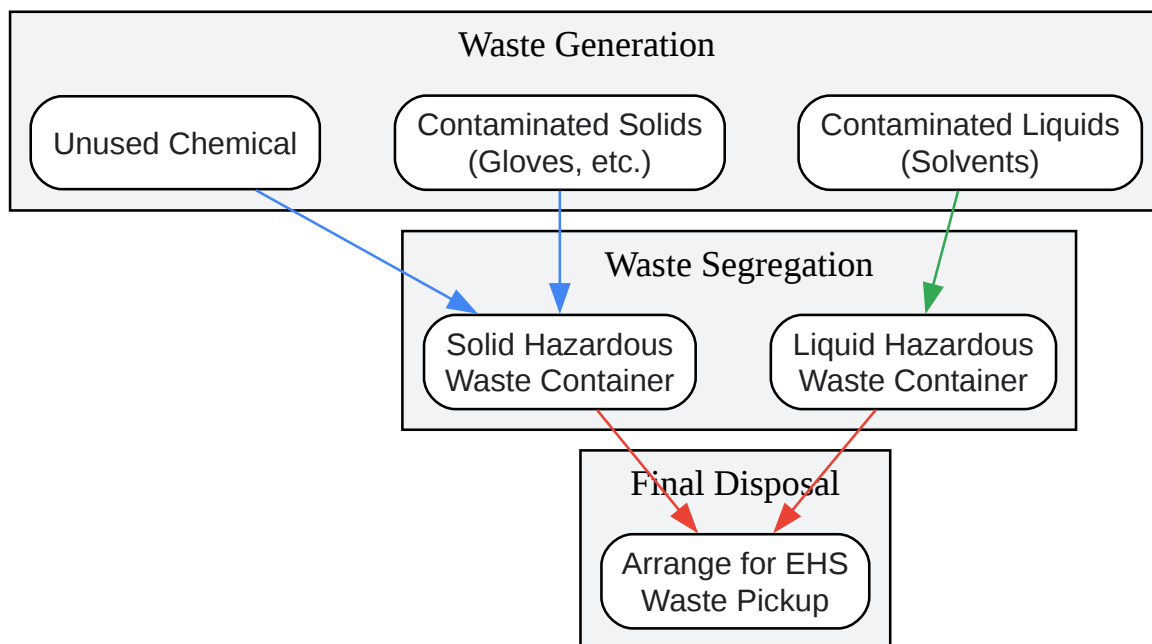 Waste Generation
Unused Chemical
Contaminated Solids
(Gloves, etc.)
Contaminated Liquids
(Solvents)
Waste Segregation
Solid Hazardous
Waste Container
Liquid Hazardous
Waste Container
Final Disposal
Arrange for EHS
Waste Pickup